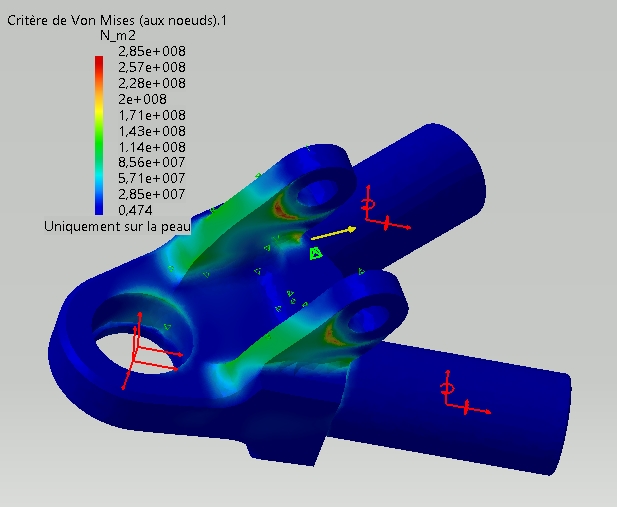 Critère de Von Mises (aux noeuds).1
N_m2
2,85e+008
2,57e+008
2,28e+008
2e+008
1,71e+008
1,43e+008
1,14e+008
8,56e+007
5,71e+007
2,85e+007
0,474
Uniquement sur la peau